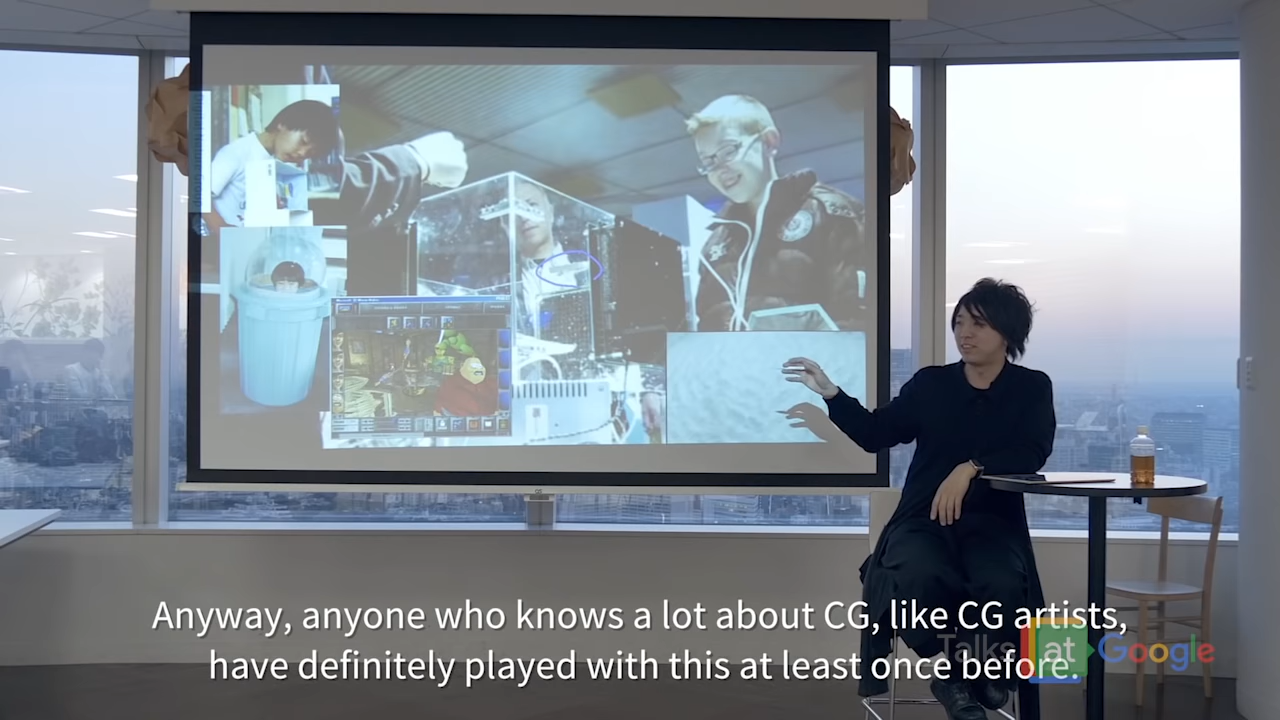 Anyway, anyone who knows a lot about CG, like CG artists,
have definitely played with this at least once before.
Talks at Google